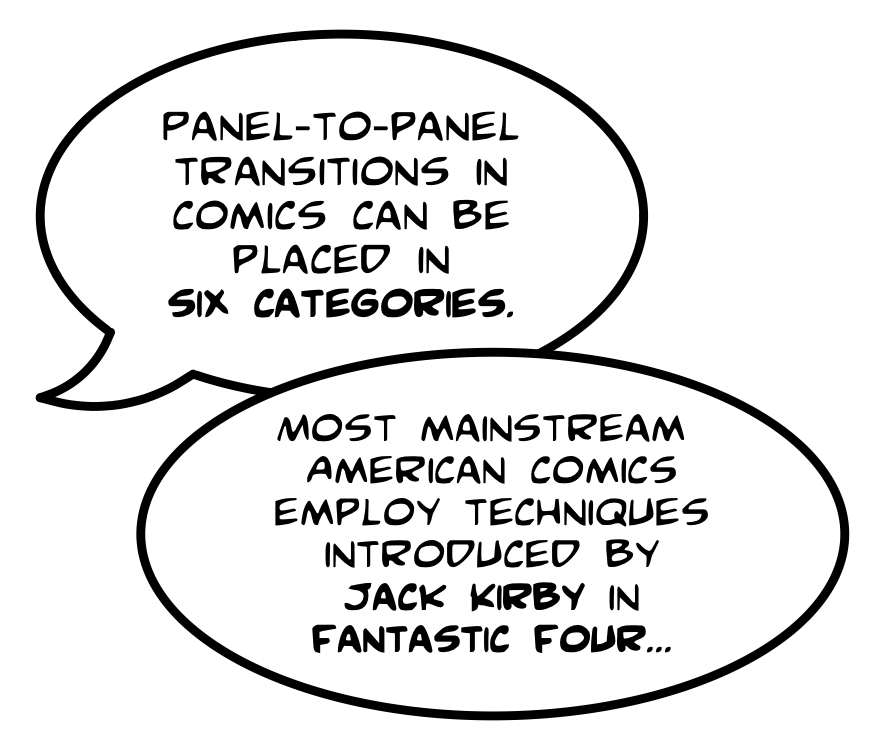 PANEL-TO-PANEL
TRANSITIONS IN
COMICS CAN BE
PLACED IN
SIX CATEGORIES.
MOST MAINSTREAM
AMERICAN COMICS
EMPLOY TECHNIQUES
INTRODUCED BY
JACK KIRBY IN
FANTASTIC FOUR...